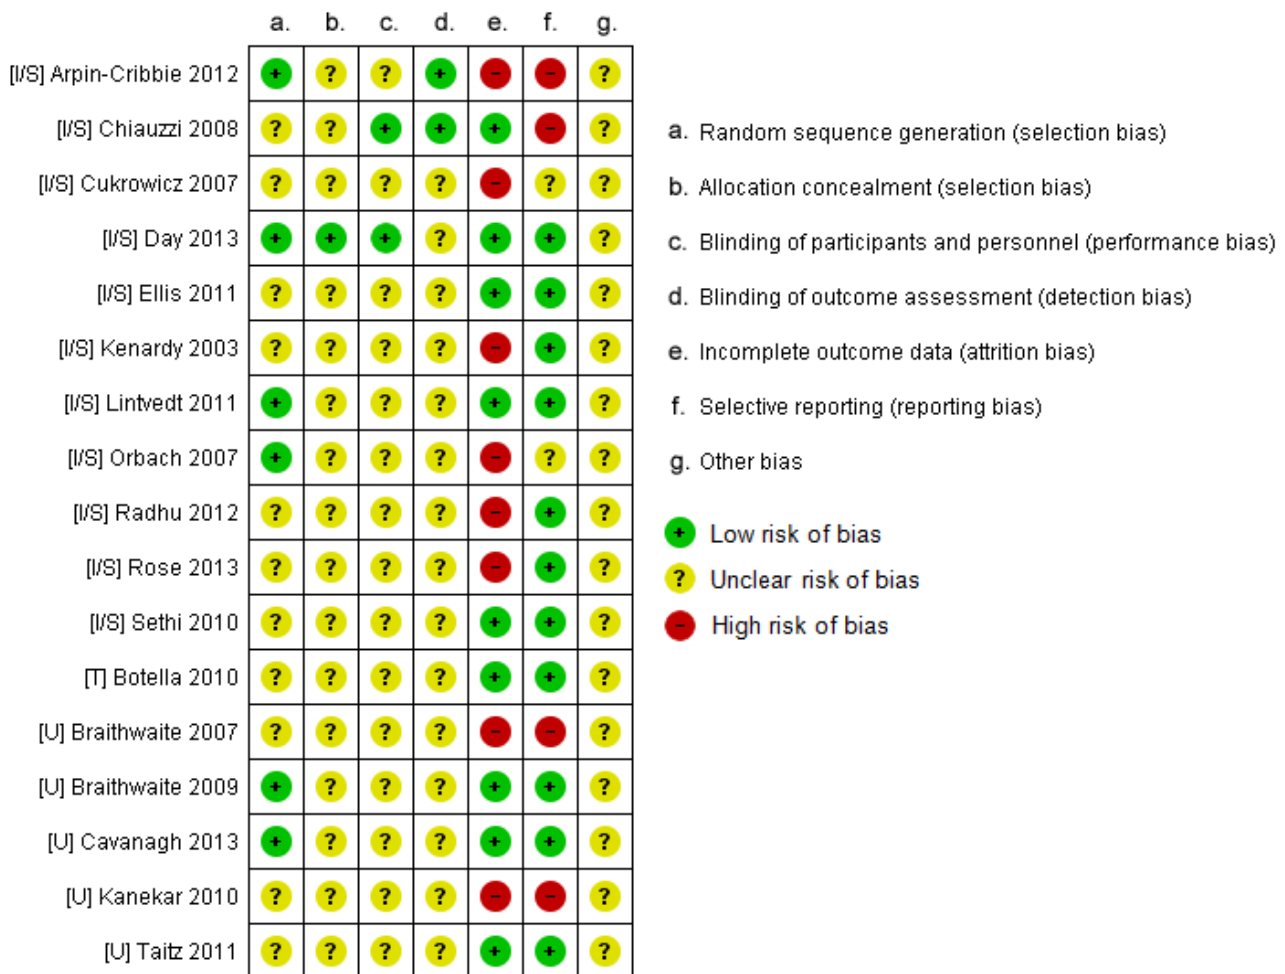 a. b. c. d. e. f. g.
[I/S] Arpin-Cribbie 2012 + ? ? + - - ?
[I/S] Chiauzzi 2008 ? ? + + + - ?
[I/S] Cukrowicz 2007 ? ? ? ? - ? ?
[I/S] Day 2013 + + + ? + + ?
[I/S] Ellis 2011 ? ? ? ? + + ?
[I/S] Kenardy 2003 ? ? ? ? - + ?
[I/S] Lintvedt 2011 + ? ? ? + + ?
[I/S] Orbach 2007 + ? ? ? - ? ?
[I/S] Radhu 2012 ? ? ? ? - + ?
[I/S] Rose 2013 ? ? ? ? - + ?
[I/S] Sethi 2010 ? ? ? ? + + ?
[T] Botella 2010 ? ? ? ? + + ?
[U] Braithwaite 2007 ? ? ? ? - - ?
[U] Braithwaite 2009 + ? ? ? + + ?
[U] Cavanagh 2013 + ? ? ? + + ?
[U] Kanekar 2010 ? ? ? ? - - ?
[U] Taitz 2011 ? ? ? ? + + ?
a. Random sequence generation (selection bias)
b. Allocation concealment (selection bias)
c. Blinding of participants and personnel (performance bias)
d. Blinding of outcome assessment (detection bias)
e. Incomplete outcome data (attrition bias)
f. Selective reporting (reporting bias)
g. Other bias
+ Low risk of bias
? Unclear risk of bias
- High risk of bias